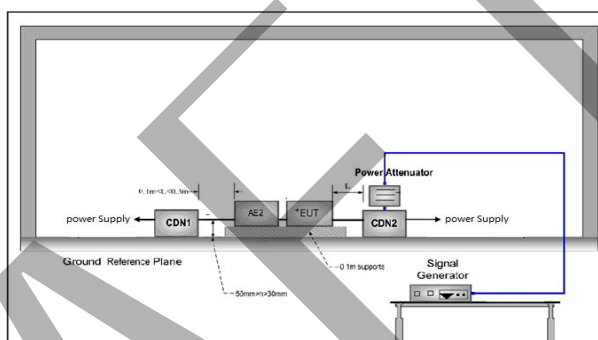 Power Attenuator
0.1m<L<0.3m
L
AE2
*EUT
power Supply
CDN1
CDN2
power Supply
Ground Reference Plane
0.1m supports
Signal
Generator
50mm>h>30mm